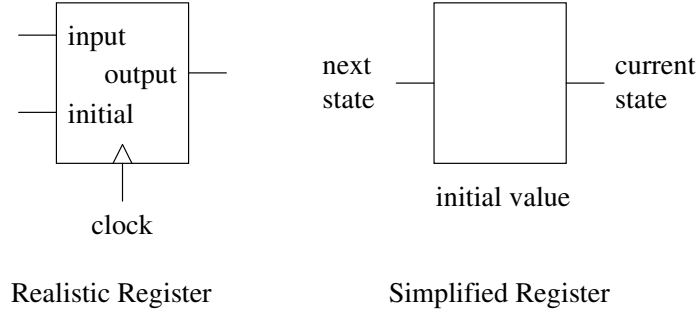 input
output
initial
clock
Realistic Register
next
state
current
state
initial value
Simplified Register